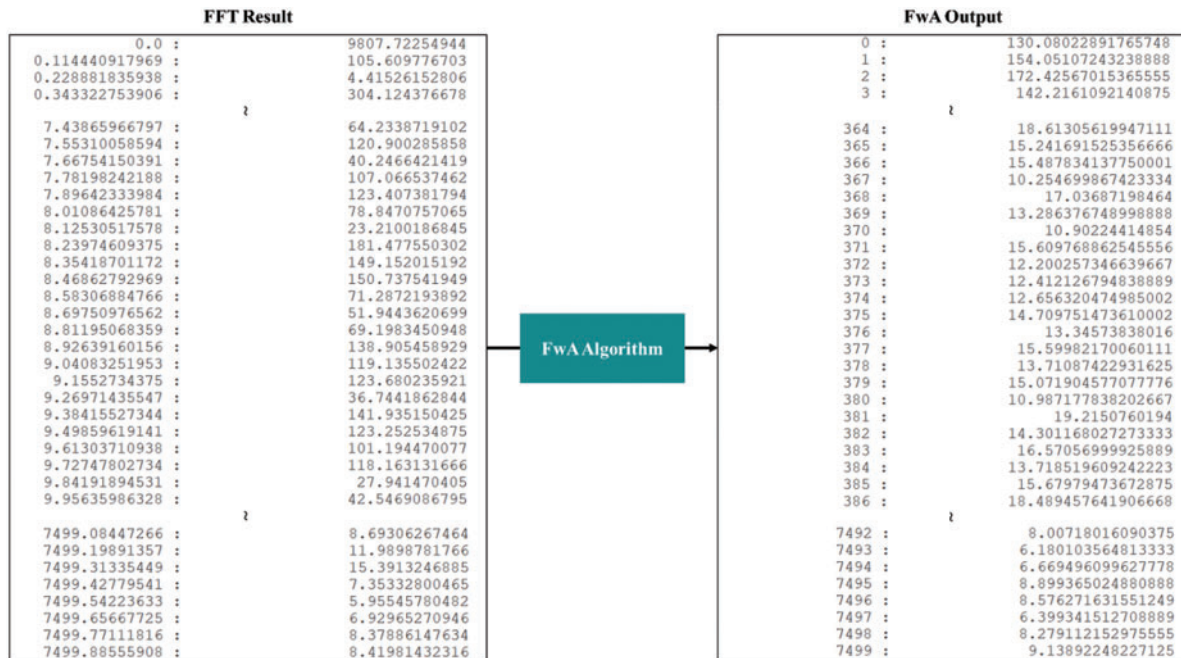 FFT Result
0.0 : 9807.72254944
0.114440917969 : 105.609776703
0.228881835938 : 4.41526152806
0.343322753906 : 304.124376678
≀
7.43865966797 : 64.2338719102
7.55310058594 : 120.900285858
7.66754150391 : 40.2466421419
7.78198242188 : 107.066537462
7.89642333984 : 123.407381794
8.01086425781 : 78.8470757065
8.12530517578 : 23.2100186845
8.23974609375 : 181.477550302
8.35418701172 : 149.152015192
8.46862792969 : 150.737541949
8.58306884766 : 71.2872193892
8.69750976562 : 51.9443620699
8.81195068359 : 69.1983450948
8.92639160156 : 138.905458929
9.04083251953 : 119.135502422
9.1552734375 : 123.680235921
9.26971435547 : 36.7441862844
9.38415527344 : 141.935150425
9.49859619141 : 123.252534875
9.61303710938 : 101.194470077
9.72747802734 : 118.163131666
9.84191894531 : 27.941470405
9.95635986328 : 42.5469086795
≀
7499.08447266 : 8.69306267464
7499.19891357 : 11.9898781766
7499.31335449 : 15.3913246885
7499.42779541 : 7.35332800465
7499.54223633 : 5.95545780482
7499.65667725 : 6.92965270946
7499.77111816 : 8.37886147634
7499.88555908 : 8.41981432316
FwA Algorithm
FwA Output
0 : 130.08022891765748
1 : 154.05107243238888
2 : 172.42567015365555
3 : 142.2161092140875
≀
364 : 18.61305619947111
365 : 15.241691525356666
366 : 15.487834137750001
367 : 10.254699867423334
368 : 17.03687198464
369 : 13.286376748998888
370 : 10.90224414854
371 : 15.609768862545556
372 : 12.200257346639667
373 : 12.412126794838889
374 : 12.656320474985002
375 : 14.709751473610002
376 : 13.34573838016
377 : 15.59982170060111
378 : 13.71087422931625
379 : 15.071904577077776
380 : 10.987177838202667
381 : 19.2150760194
382 : 14.301168027273333
383 : 16.57056999925889
384 : 13.718519609242223
385 : 15.67979473672875
386 : 18.489457641906668
≀
7492 : 8.00718016090375
7493 : 6.180103564813333
7494 : 6.669496099627778
7495 : 8.899365024880888
7496 : 8.576271631551249
7497 : 6.399341512708889
7498 : 8.279112152975555
7499 : 9.13892248227125